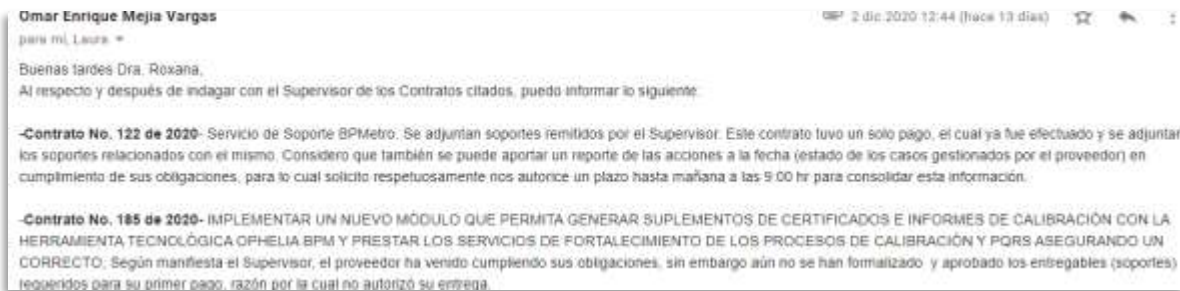 Omar Enrique Mejia Vargas
2 dic 2020 12:44 (hace 13 días)
para mí, Laura
Buenas tardes Dra. Roxana,
Al respecto y después de indagar con el Supervisor de los Contratos citados, puedo informar lo siguiente:
-Contrato No. 122 de 2020- Servicio de Soporte BPMetro. Se adjuntan soportes remitidos por el Supervisor. Este contrato tuvo un solo pago, el cual ya fue efectuado y se adjuntan
los soportes relacionados con el mismo. Considero que también se puede aportar un reporte de las acciones a la fecha (estado de los casos gestionados por el proveedor) en
cumplimiento de sus obligaciones, para lo cual solicito respetuosamente nos autorice un plazo hasta mañana a las 9:00 hr para consolidar esta información.
-Contrato No. 185 de 2020- IMPLEMENTAR UN NUEVO MÓDULO QUE PERMITA GENERAR SUPLEMENTOS DE CERTIFICADOS E INFORMES DE CALIBRACIÓN CON LA
HERRAMIENTA TECNOLÓGICA OPHELIA BPM Y PRESTAR LOS SERVICIOS DE FORTALECIMIENTO DE LOS PROCESOS DE CALIBRACIÓN Y PQRS ASEGURANDO UN
CORRECTO; Según manifiesta el Supervisor, el proveedor ha venido cumpliendo sus obligaciones, sin embargo aún no se han formalizado y aprobado los entregables (soportes)
requeridos para su primer pago, razón por la cual no autorizó su entrega.